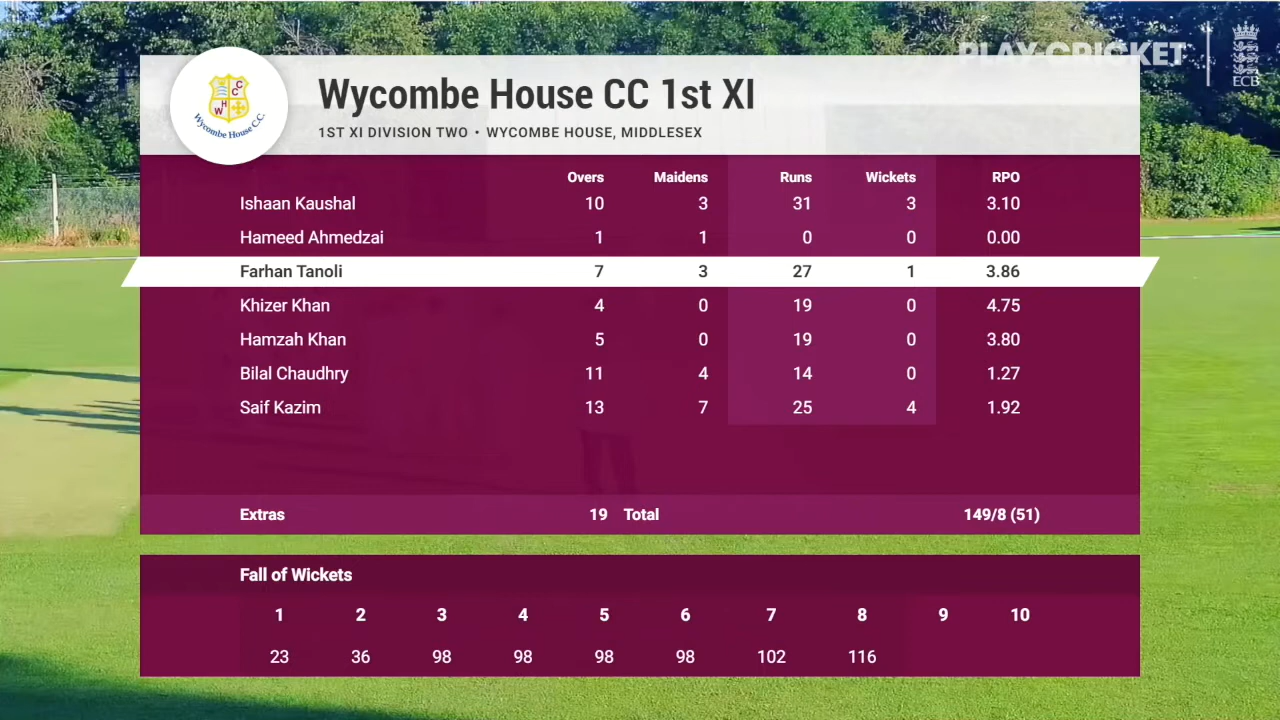 PLAY-CRICKET
ECB
C
C
H
W
Wycombe House C.C.
Wycombe House CC 1st XI
1ST XI DIVISION TWO • WYCOMBE HOUSE, MIDDLESEX
Overs Maidens Runs Wickets RPO
Ishaan Kaushal 10 3 31 3 3.10
Hameed Ahmedzai 1 1 0 0 0.00
Farhan Tanoli 7 3 27 1 3.86
Khizer Khan 4 0 19 0 4.75
Hamzah Khan 5 0 19 0 3.80
Bilal Chaudhry 11 4 14 0 1.27
Saif Kazim 13 7 25 4 1.92
Extras 19 Total 149/8 (51)
Fall of Wickets
1 2 3 4 5 6 7 8 9 10
23 36 98 98 98 98 102 116